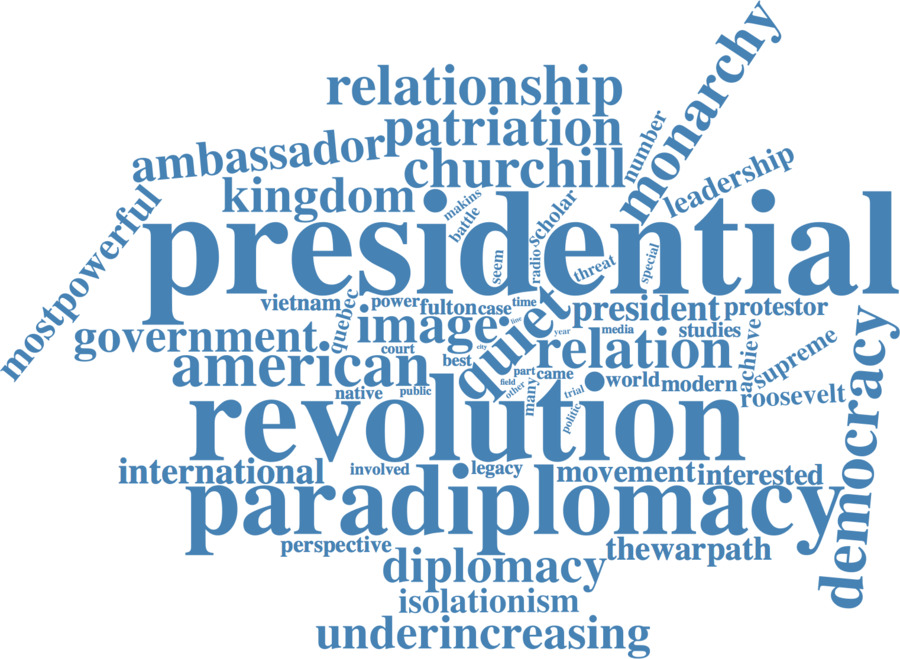 monarchy
relationship
patriation
number
ambassador
churchill
leadership
kingdom
makins
battle
scholar
mostpowerful
presidential
seem
radio
threat
special
vietnam
quebec
power
fulton
case
time
quiet
president
protestor
government
image
line
year
media
studies
achieve
democracy
court
city
relation
supreme
american
best
part
came
world
modern
native
public
field
other
many
trial
roosevelt
revolution
politic
international
involved
legacy
movement
interested
paradiplomacy
perspective
thewarpath
diplomacy
isolationism
underincreasing